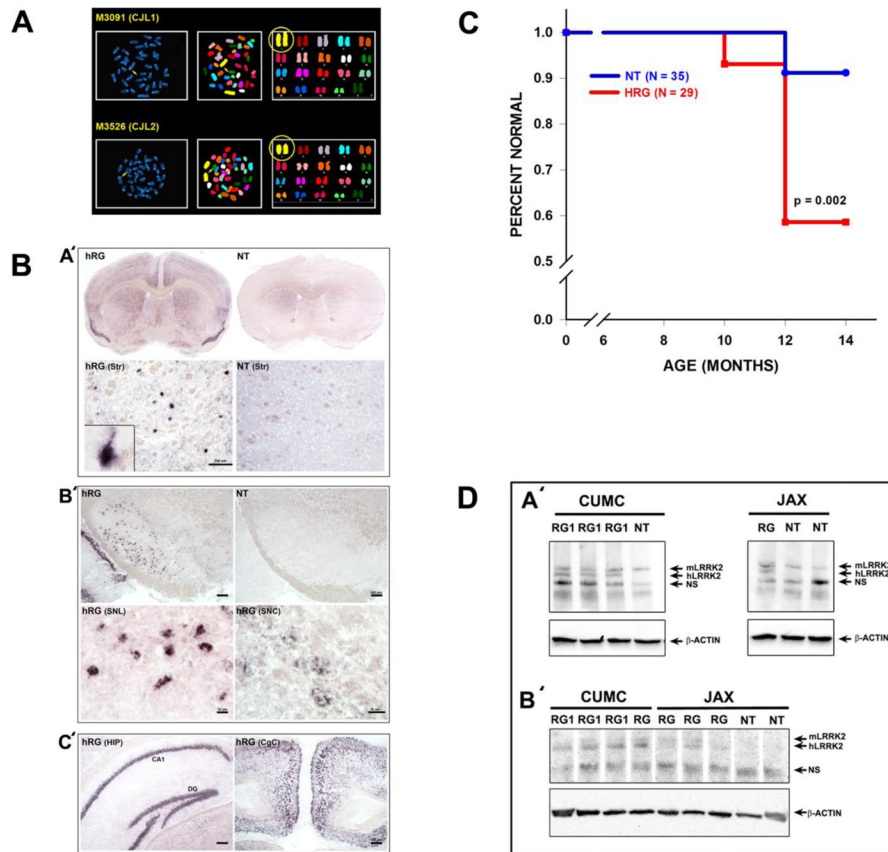 A
M3091 (CJL1)
M3526 (CJL2)
B
A'
hRG
NT
hRG (Str)
NT (Str)
B'
hRG
NT
hRG (SNL)
hRG (SNC)
C'
hRG (HIP)
hRG (CgC)
CA1
DG
C
PERCENT NORMAL
1.0
0.9
0.8
0.7
0.6
0.5
0.0
NT (N = 35)
HRG (N = 29)
p = 0.002
0 6 8 10 12 14
AGE (MONTHS)
D
A'
CUMC
JAX
RG1 RG1 RG1 NT
RG NT NT
mLRRK2
hLRRK2
NS
β-ACTIN
mLRRK2
hLRRK2
NS
β-ACTIN
B'
CUMC
JAX
RG1 RG1 RG1 RG RG RG RG NT NT
mLRRK2
hLRRK2
NS
β-ACTIN